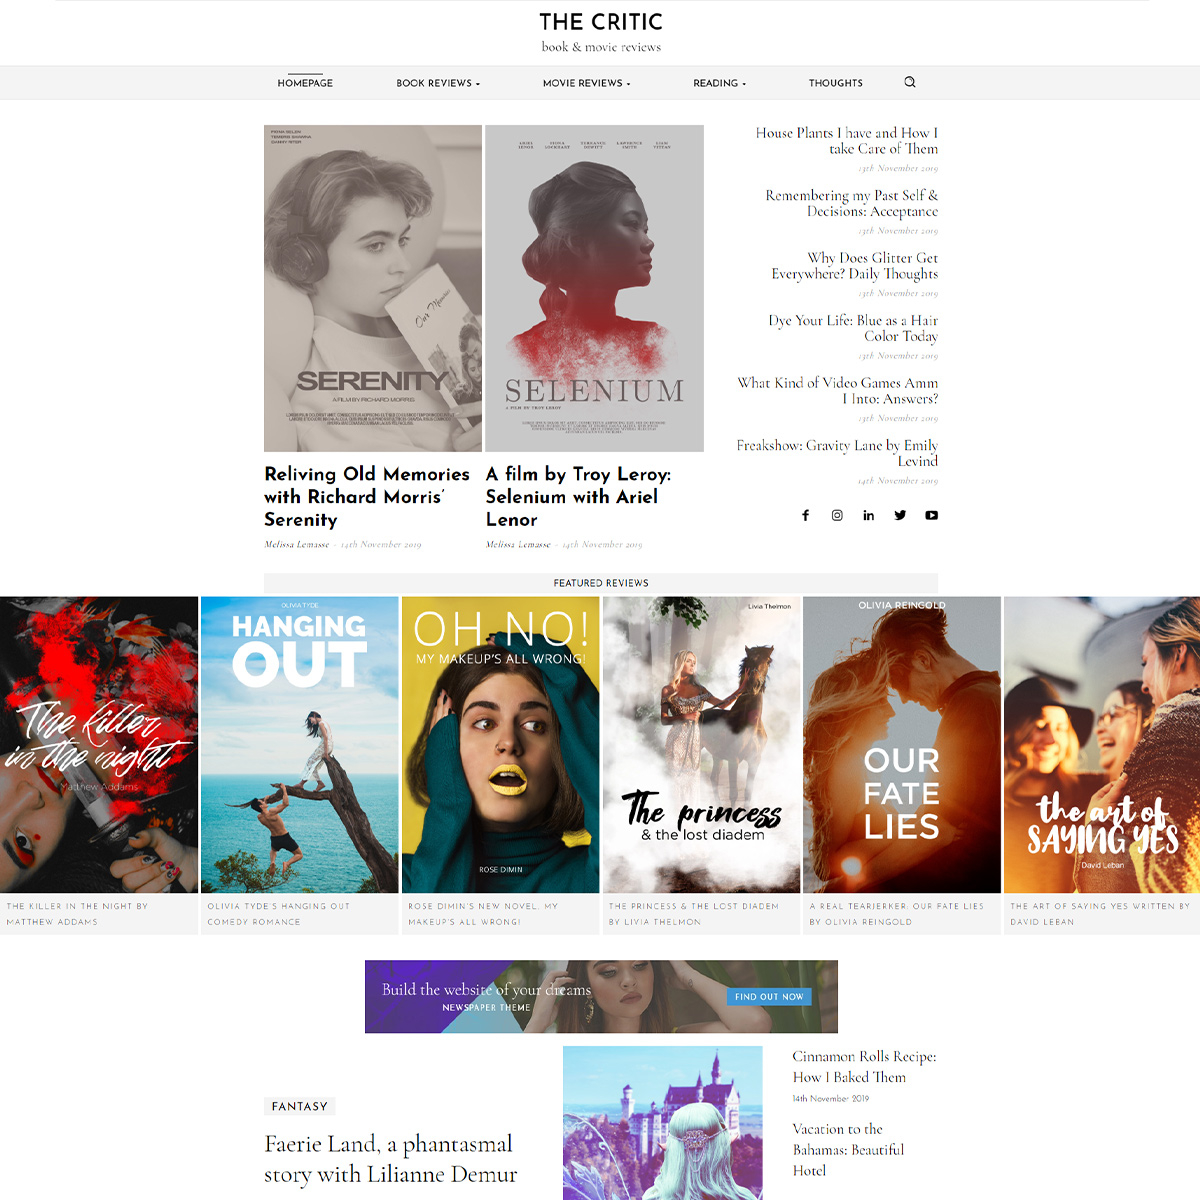 THE CRITIC
book & movie reviews
HOMEPAGE
BOOK REVIEWS
MOVIE REVIEWS
READING
THOUGHTS
Our Memories
SERENITY
A FILM BY RICHARD MORRIS
Reliving Old Memories
with Richard Morris'
Serenity
Melissa Lemasse - 14th November 2019
ARIEL LENOR
FIONA LOCKHART
TERRANCE DEWITT
LAWRENCE SMITH
LIAM VIVIAN
SELENIUM
A FILM BY TROY LEROY
A film by Troy Leroy:
Selenium with Ariel
Lenor
Melissa Lemasse - 14th November 2019
House Plants I have and How I
take Care of Them
13th November 2019
Remembering my Past Self &
Decisions: Acceptance
13th November 2019
Why Does Glitter Get
Everywhere? Daily Thoughts
13th November 2019
Dye Your Life: Blue as a Hair
Color Today
13th November 2019
What Kind of Video Games Amm
I Into: Answers?
13th November 2019
Freakshow: Gravity Lane by Emily
Levind
14th November 2019
FEATURED REVIEWS
The killer
in the night
Matthew Addams
THE KILLER IN THE NIGHT BY
MATTHEW ADDAMS
OLIVIA TYDE
HANGING
OUT
OLIVIA TYDE'S HANGING OUT
COMEDY ROMANCE
OH NO!
MY MAKEUP'S ALL WRONG!
ROSE DIMIN
ROSE DIMIN'S NEW NOVEL, MY
MAKEUP'S ALL WRONG!
Livia Thelmon
The princess
& the lost diadem
THE PRINCESS & THE LOST DIADEM
BY LIVIA THELMON
OLIVIA REINGOLD
OUR
FATE
LIES
A REAL TEARJERKER: OUR FATE LIES
BY OLIVIA REINGOLD
the art of
SAYING YES
David Leban
THE ART OF SAYING YES WRITTEN BY
DAVID LEBAN
Build the website of your dreams
NEWSPAPER THEME
FIND OUT NOW
FANTASY
Faerie Land, a phantasmal
story with Lilianne Demur
Cinnamon Rolls Recipe:
How I Baked Them
14th November 2019
Vacation to the
Bahamas: Beautiful
Hotel